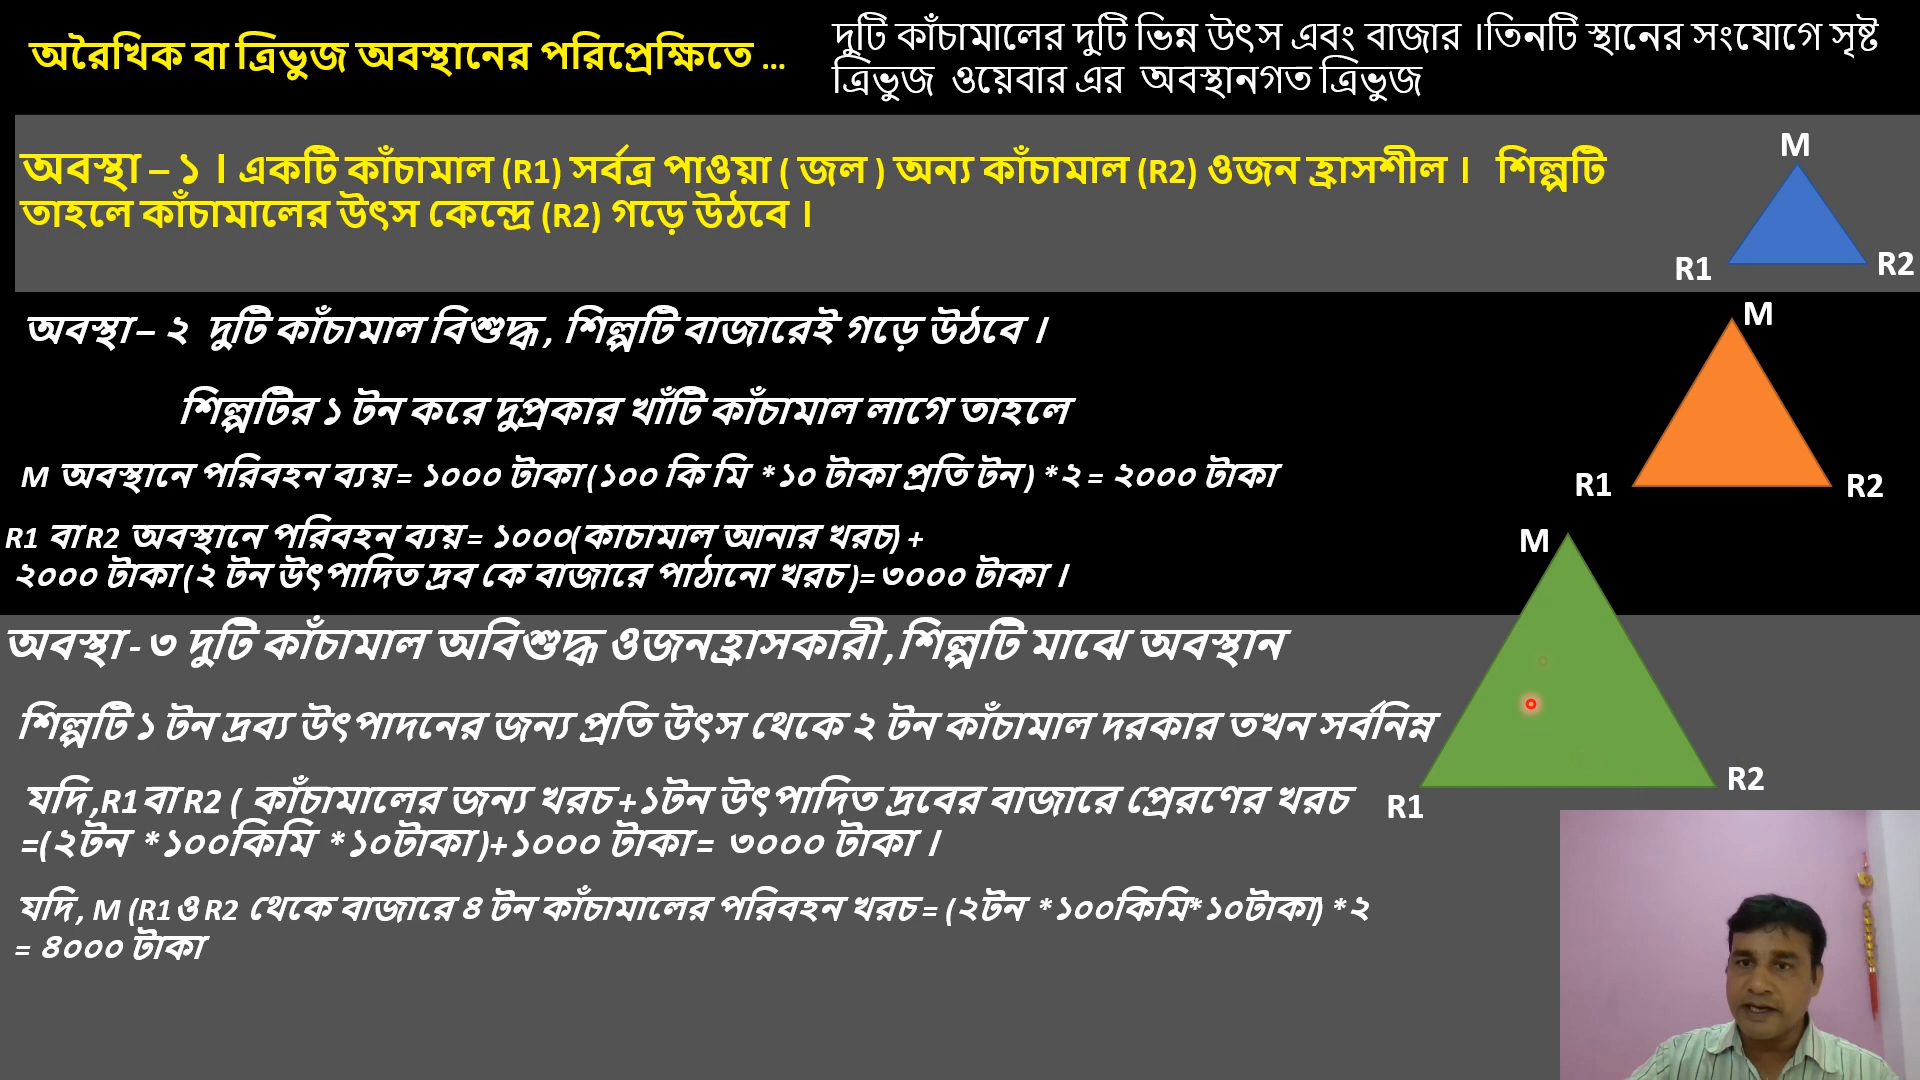 অরৈখিক বা ত্রিভুজ অবস্থানের পরিপ্রেক্ষিতে ...
দুটি কাঁচামালের দুটি ভিন্ন উৎস এবং বাজার ।তিনটি স্থানের সংযোগে সৃষ্ট
ত্রিভুজ ওয়েবার এর অবস্থানগত ত্রিভুজ
অবস্থা – ১ । একটি কাঁচামাল (R1) সর্বত্র পাওয়া ( জল ) অন্য কাঁচামাল (R2) ওজন হ্রাসশীল । শিল্পটি
তাহলে কাঁচামালের উৎস কেন্দ্রে (R2) গড়ে উঠবে ।
M
R1
R2
অবস্থা – ২ দুটি কাঁচামাল বিশুদ্ধ , শিল্পটি বাজারেই গড়ে উঠবে ।
শিল্পটির ১ টন করে দুপ্রকার খাঁটি কাঁচামাল লাগে তাহলে
M অবস্থানে পরিবহন ব্যয় = ১০০০ টাকা (১০০ কি মি *১০ টাকা প্রতি টন ) *২ = ২০০০ টাকা
R1 বা R2 অবস্থানে পরিবহন ব্যয় = ১০০০(কাচামাল আনার খরচ) +
২০০০ টাকা (২ টন উৎপাদিত দ্রব কে বাজারে পাঠানো খরচ )=৩০০০ টাকা ।
M
R1
R2
অবস্থা -৩ দুটি কাঁচামাল অবিশুদ্ধ ওজনহ্রাসকারী ,শিল্পটি মাঝে অবস্থান
শিল্পটি ১ টন দ্রব্য উৎপাদনের জন্য প্রতি উৎস থেকে ২ টন কাঁচামাল দরকার তখন সর্বনিম্ন
যদি ,R1 বা R2 ( কাঁচামালের জন্য খরচ +১টন উৎপাদিত দ্রবের বাজারে প্রেরণের খরচ
=(২টন *১০০কিমি *১০টাকা )+১০০০ টাকা = ৩০০০ টাকা ।
যদি , M (R1 ও R2 থেকে বাজারে ৪ টন কাঁচামালের পরিবহন খরচ = (২টন *১০০কিমি*১০টাকা) *২
= ৪০০০ টাকা
M
R1
R2